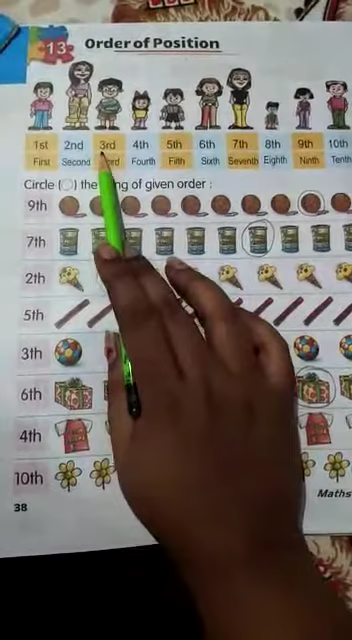 13 Order of Position
1st 2nd 3rd 4th 5th 6th 7th 8th 9th 10th
First Second Fourth Fifth Sixth Seventh Eighth Ninth Tenth
Circle ( ) the of given order :
9th
7th
2th
5th
3th
6th
4th
10th
38
Maths